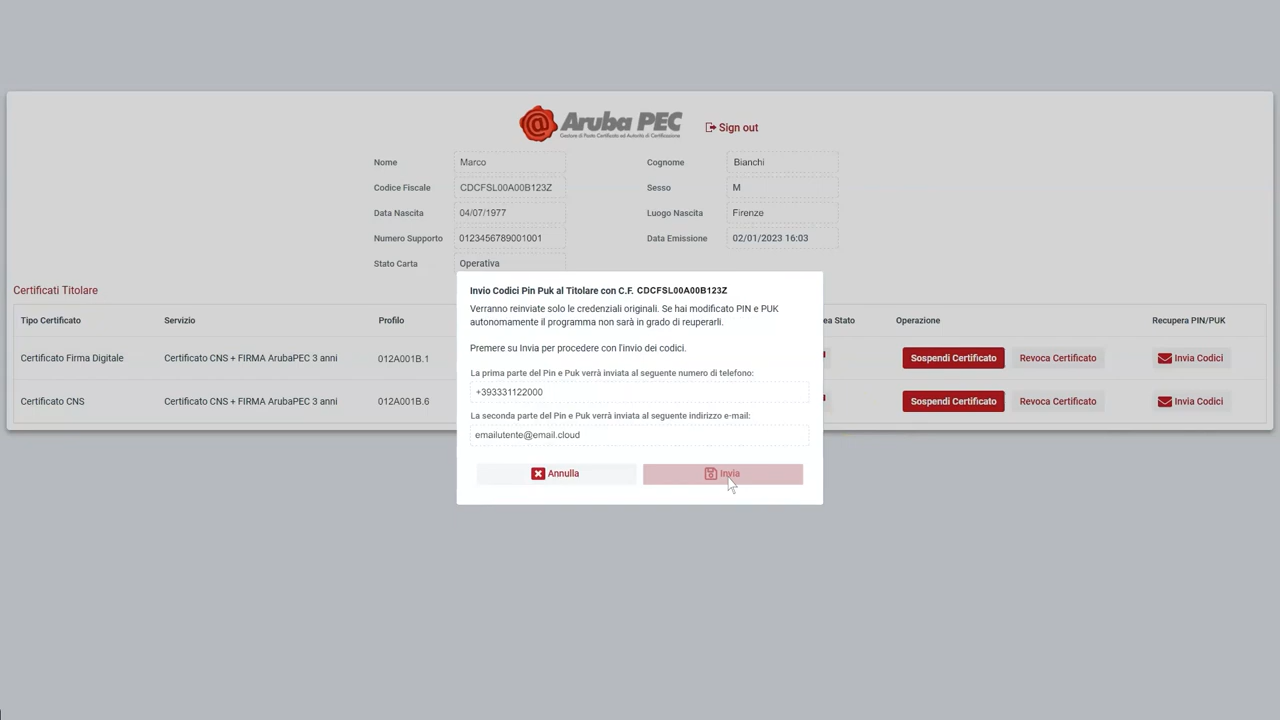 Aruba PEC
Gestore di Posta Certificata ed Autorità di Certificazione
Sign out
Nome Marco Cognome Bianchi
Codice Fiscale CDCFSL00A00B123Z Sesso M
Data Nascita 04/07/1977 Luogo Nascita Firenze
Numero Supporto 0123456789001001 Data Emissione 02/01/2023 16:03
Stato Carta Operativa
Certificati Titolare
Tipo Certificato Servizio Profilo ea Stato Operazione Recupera PIN/PUK
Certificato Firma Digitale Certificato CNS + FIRMA ArubaPEC 3 anni 012A001B.1 Sospendi Certificato Revoca Certificato Invia Codici
Certificato CNS Certificato CNS + FIRMA ArubaPEC 3 anni 012A001B.6 Sospendi Certificato Revoca Certificato Invia Codici
Invio Codici Pin Puk al Titolare con C.F. CDCFSL00A00B123Z
Verranno reinviate solo le credenziali originali. Se hai modificato PIN e PUK
autonomamente il programma non sarà in grado di reuperarli.
Premere su Invia per procedere con l'invio dei codici.
La prima parte del Pin e Puk verrà inviata al seguente numero di telefono:
+393331122000
La seconda parte del Pin e Puk verrà inviata al seguente indirizzo e-mail:
emailutente@email.cloud
Annulla Invia